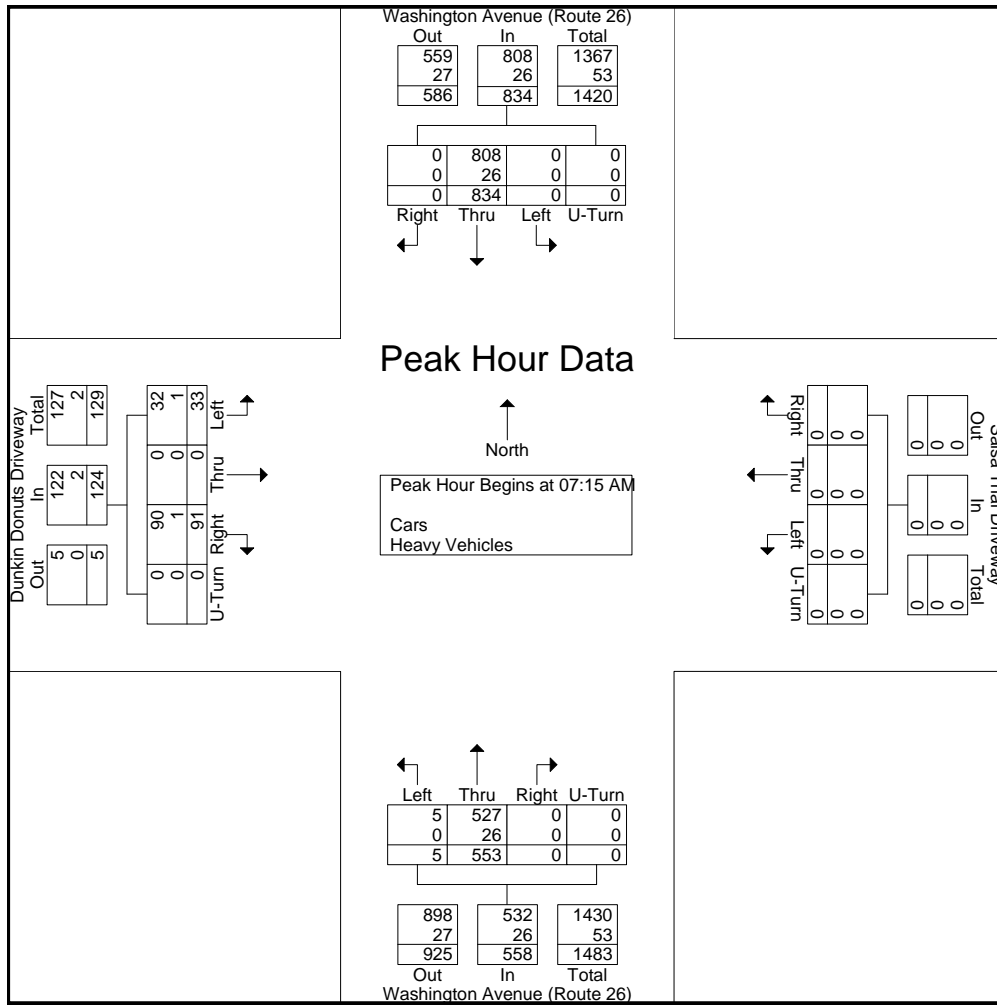 Washington Avenue (Route 26)
Out In Total
559 808 1367
27 26 53
586 834 1420
0 808 0 0
0 26 0 0
0 834 0 0
Right Thru Left U-Turn
Peak Hour Data
North
Peak Hour Begins at 07:15 AM
Cars
Heavy Vehicles
Dunkin Donuts Driveway
Out In Total
5 122 127
0 2 2
5 124 129
U-Turn Right Thru Left
0 90 0 32
0 1 0 1
0 91 0 33
Driveway
Out In Total
0 0 0
0 0 0
0 0 0
Right Thru Left U-Turn
0 0 0 0
0 0 0 0
0 0 0 0
Left Thru Right U-Turn
5 527 0 0
0 26 0 0
5 553 0 0
898 532 1430
27 26 53
925 558 1483
Out In Total
Washington Avenue (Route 26)